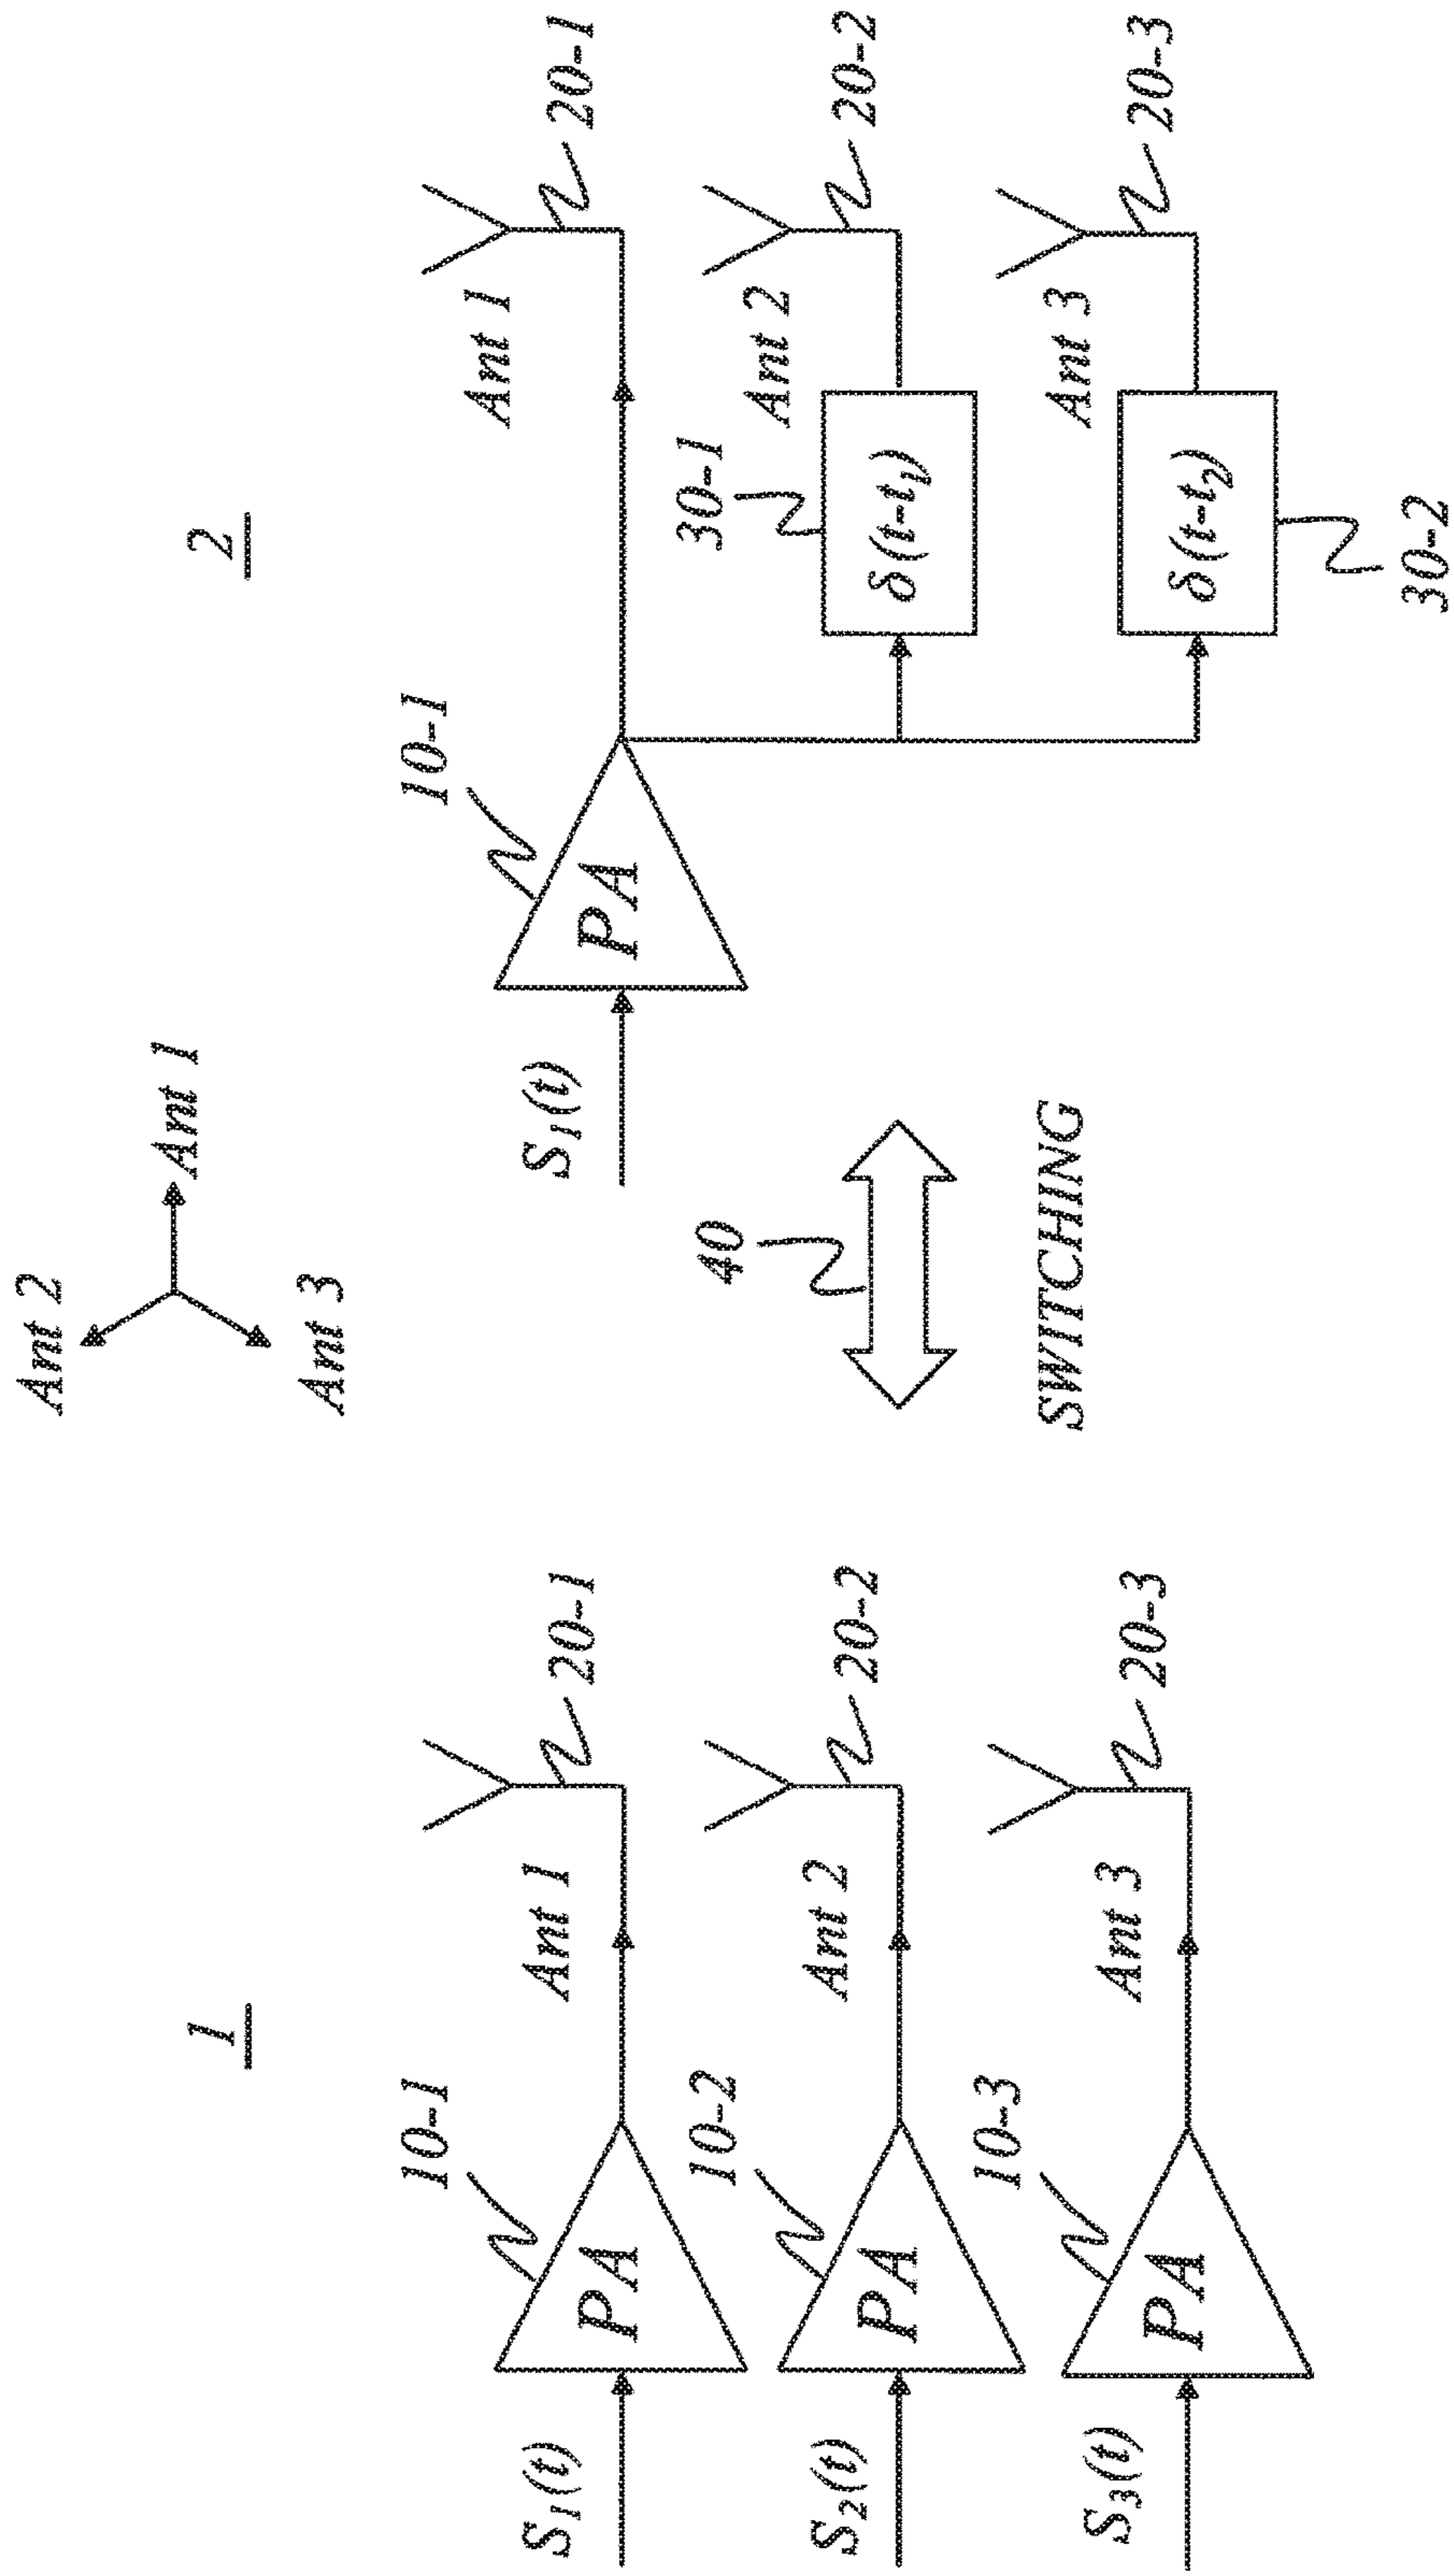 Ant 2
Ant 1
Ant 3
1
2
10-1
S1(t)
PA
Ant 1
20-1
10-2
S2(t)
PA
Ant 2
20-2
10-3
S3(t)
PA
Ant 3
20-3
40
SWITCHING
10-1
S1(t)
PA
Ant 1
20-1
30-1
δ(t-t1)
Ant 2
20-2
δ(t-t2)
Ant 3
20-3
30-2